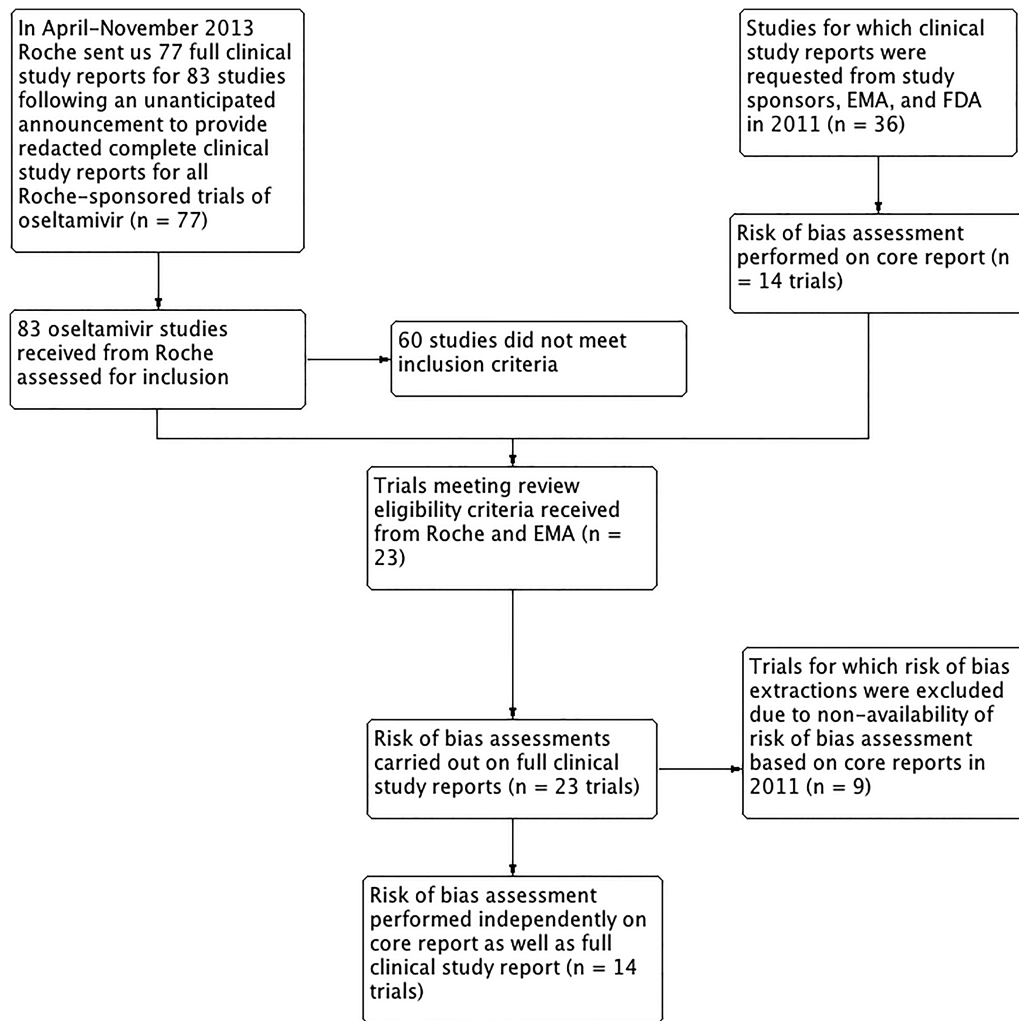 In April–November 2013
Roche sent us 77 full clinical
study reports for 83 studies
following an unanticipated
announcement to provide
redacted complete clinical
study reports for all
Roche–sponsored trials of
oseltamivir (n = 77)
Studies for which clinical
study reports were
requested from study
sponsors, EMA, and FDA
in 2011 (n = 36)
Risk of bias assessment
performed on core report (n
= 14 trials)
83 oseltamivir studies
received from Roche
assessed for inclusion
60 studies did not meet
inclusion criteria
Trials meeting review
eligibility criteria received
from Roche and EMA (n =
23)
Risk of bias assessments
carried out on full clinical
study reports (n = 23 trials)
Trials for which risk of bias
extractions were excluded
due to non–availability of
risk of bias assessment
based on core reports in
2011 (n = 9)
Risk of bias assessment
performed independently on
core report as well as full
clinical study report (n = 14
trials)